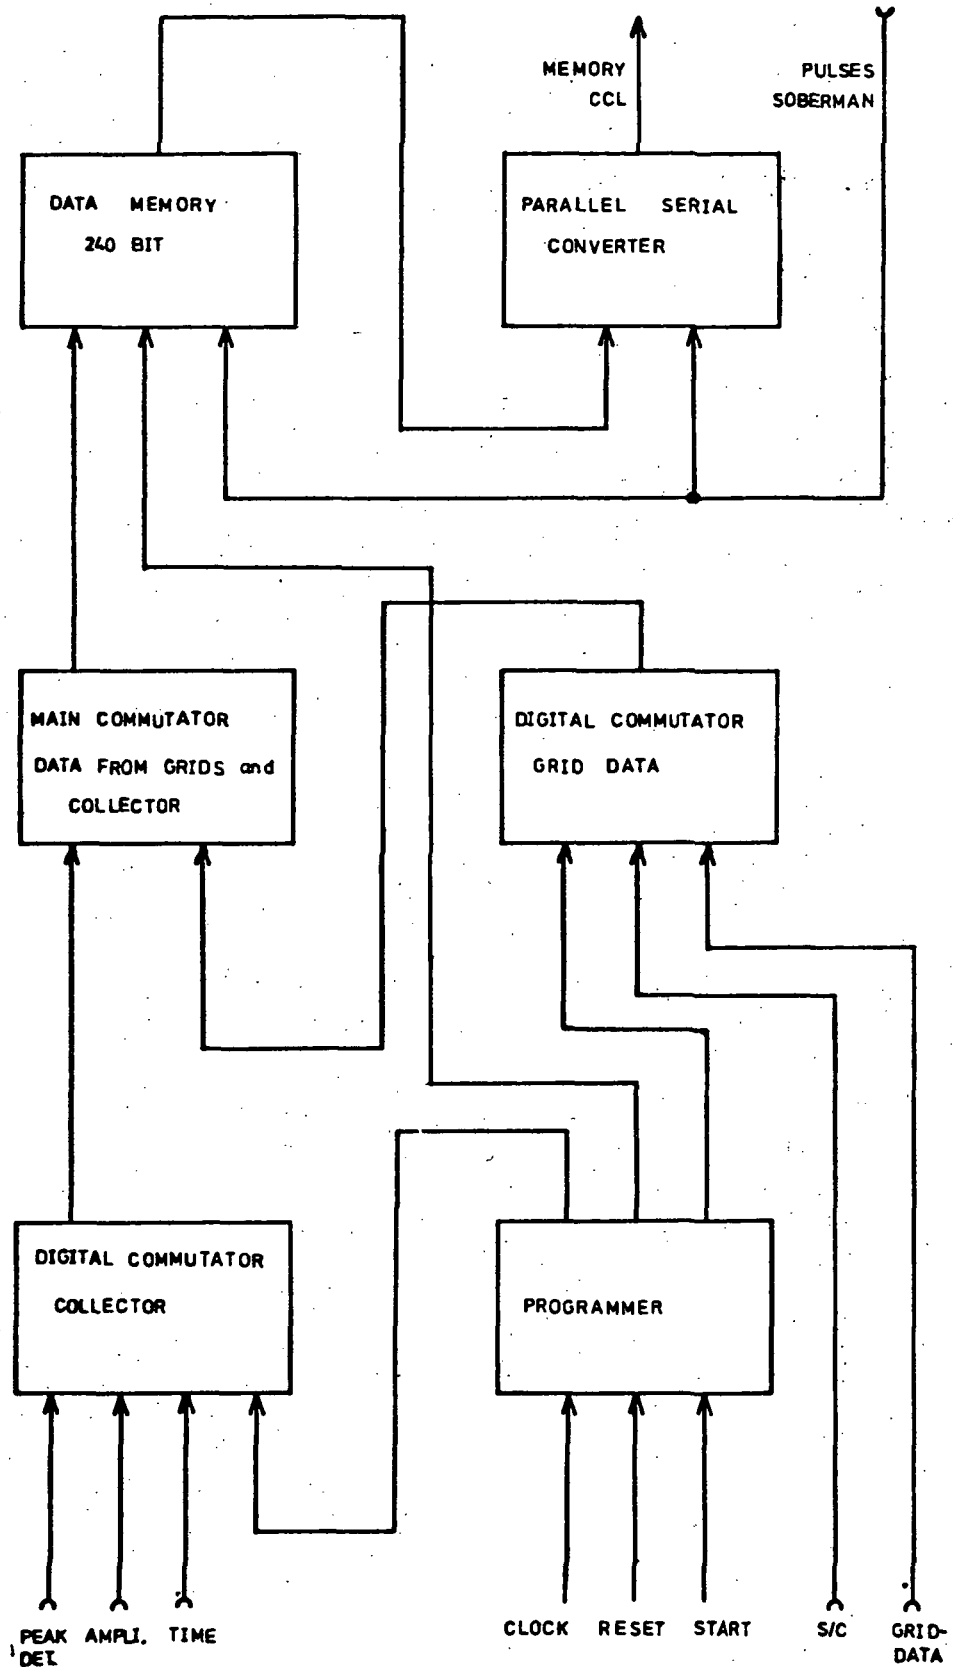 MEMORY
CCL
PULSES
SOBERMAN
DATA MEMORY
240 BIT
PARALLEL SERIAL
CONVERTER
MAIN COMMUTATOR
DATA FROM GRIDS and
COLLECTOR
DIGITAL COMMUTATOR
GRID DATA
DIGITAL COMMUTATOR
COLLECTOR
PROGRAMMER
PEAK
DET.
AMPLI.
TIME
CLOCK
RESET
START
S/C
GRID-
DATA